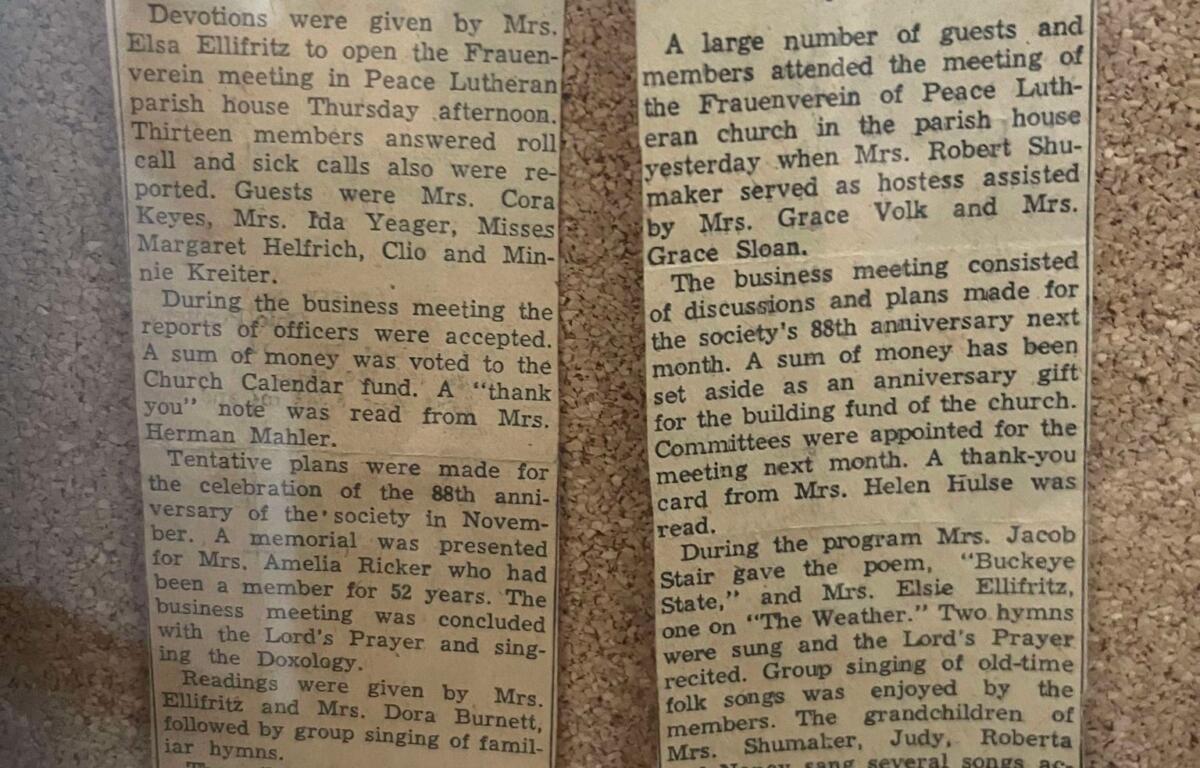 Devotions were given by Mrs.
Elsa Ellifritz to open the Frauen-
verein meeting in Peace Lutheran
parish house Thursday afternoon.
Thirteen members answered roll
call and sick calls also were re-
ported. Guests were Mrs. Cora
Keyes, Mrs. Ida Yeager, Misses
Margaret Helfrich, Clio and Min-
nie Kreiter.
During the business meeting the
reports of officers were accepted.
A sum of money was voted to the
Church Calendar fund. A "thank
you" note was read from Mrs.
Herman Mahler.
Tentative plans were made for
the celebration of the 88th anni-
versary of the society in Novem-
ber. A memorial was presented
for Mrs. Amelia Ricker who had
been a member for 52 years. The
business meeting was concluded
with the Lord's Prayer and sing-
ing the Doxology.
Readings were given by Mrs.
Ellifritz and Mrs. Dora Burnett,
followed by group singing of famil-
iar hymns.
A large number of guests and
members attended the meeting of
the Frauenverein of Peace Luth-
eran church in the parish house
yesterday when Mrs. Robert Shu-
maker served as hostess assisted
by Mrs. Grace Volk and Mrs.
Grace Sloan.
The business meeting consisted
of discussions and plans made for
the society's 88th anniversary next
month. A sum of money has been
set aside as an anniversary gift
for the building fund of the church.
Committees were appointed for the
meeting next month. A thank-you
card from Mrs. Helen Hulse was
read.
During the program Mrs. Jacob
Stair gave the poem, "Buckeye
State," and Mrs. Elsie Ellifritz,
one on "The Weather." Two hymns
were sung and the Lord's Prayer
recited. Group singing of old-time
folk songs was enjoyed by the
members. The grandchildren of
Mrs. Shumaker, Judy, Roberta
sang several songs ac-